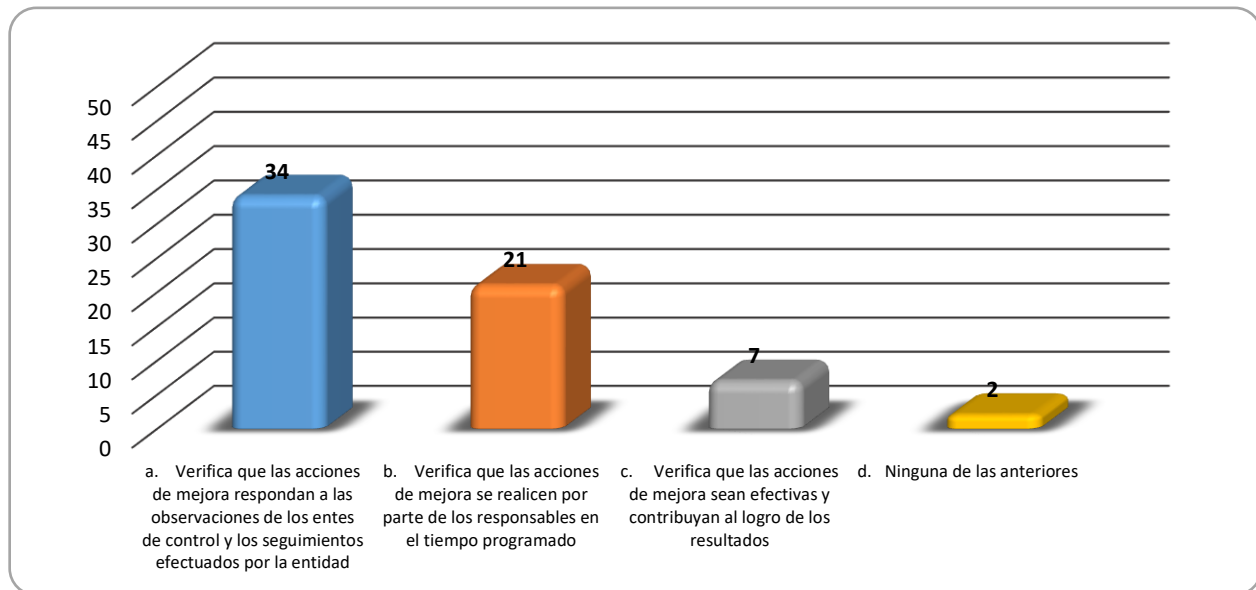 50
45
40
35
30
25
20
15
10
5
0
34
21
7
2
a. Verifica que las acciones
de mejora respondan a las
observaciones de los entes
de control y los seguimientos
efectuados por la entidad
b. Verifica que las acciones
de mejora se realicen por
parte de los responsables en
el tiempo programado
c. Verifica que las acciones
de mejora sean efectivas y
contribuyan al logro de los
resultados
d. Ninguna de las anteriores